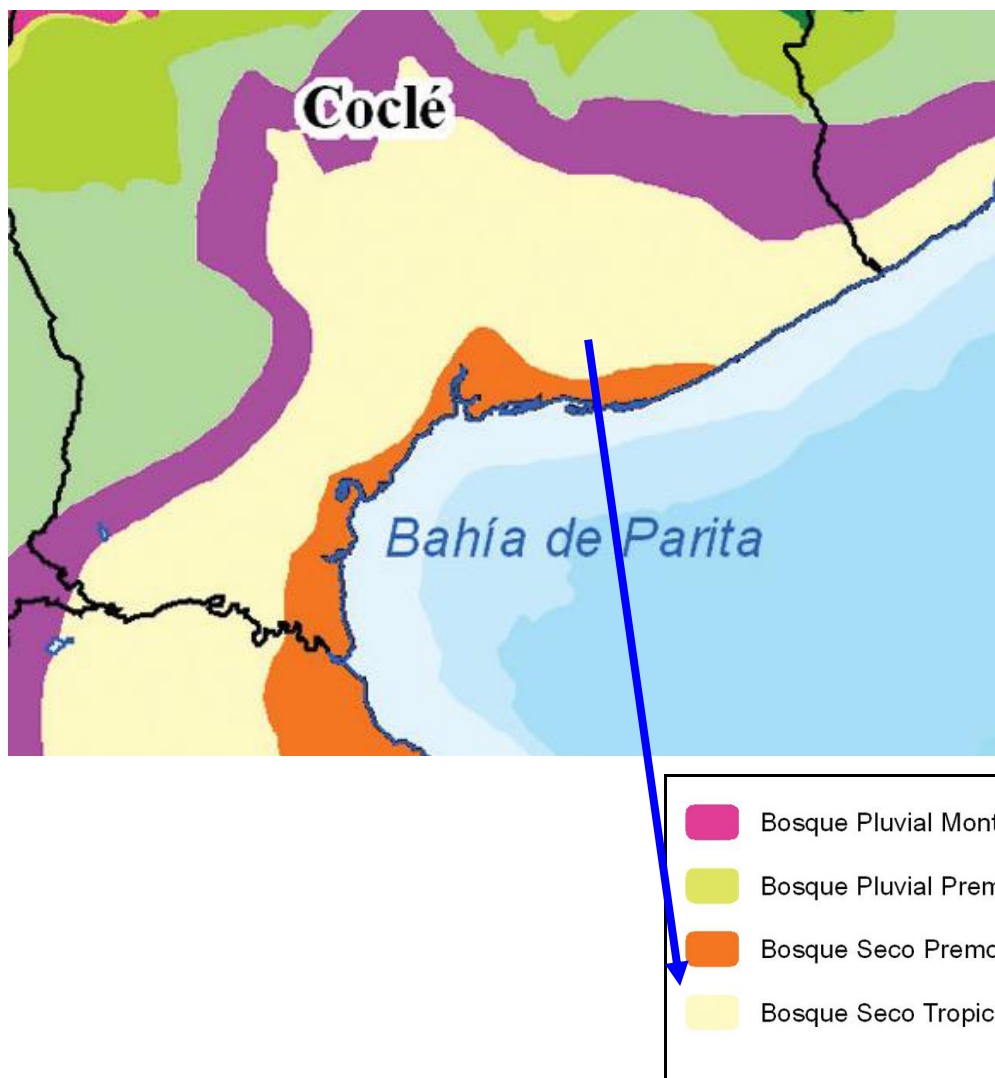 Coclé
Bahía de Parita
Bosque Pluvial Mont
Bosque Pluvial Prem
Bosque Seco Premo
Bosque Seco Tropic